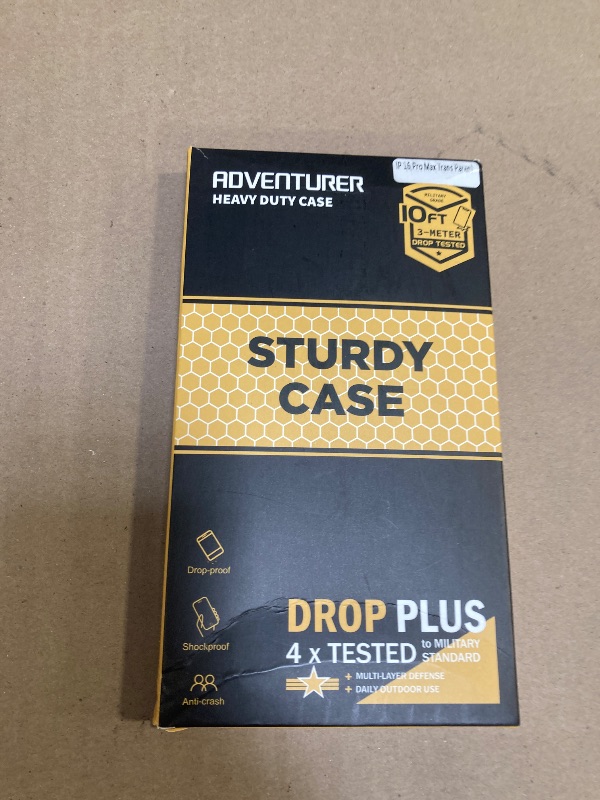 ADVENTURER
HEAVY DUTY CASE
IP 16 Pro Max Trans Parent
MILITARY
GRADE
10FT
3-METER
DROP TESTED
STURDY
CASE
Drop-proof
Shockproof
Anti-crash
DROP PLUS
4 x TESTED to MILITARY
STANDARD
+ MULTI-LAYER DEFENSE
+ DAILY OUTDOOR USE